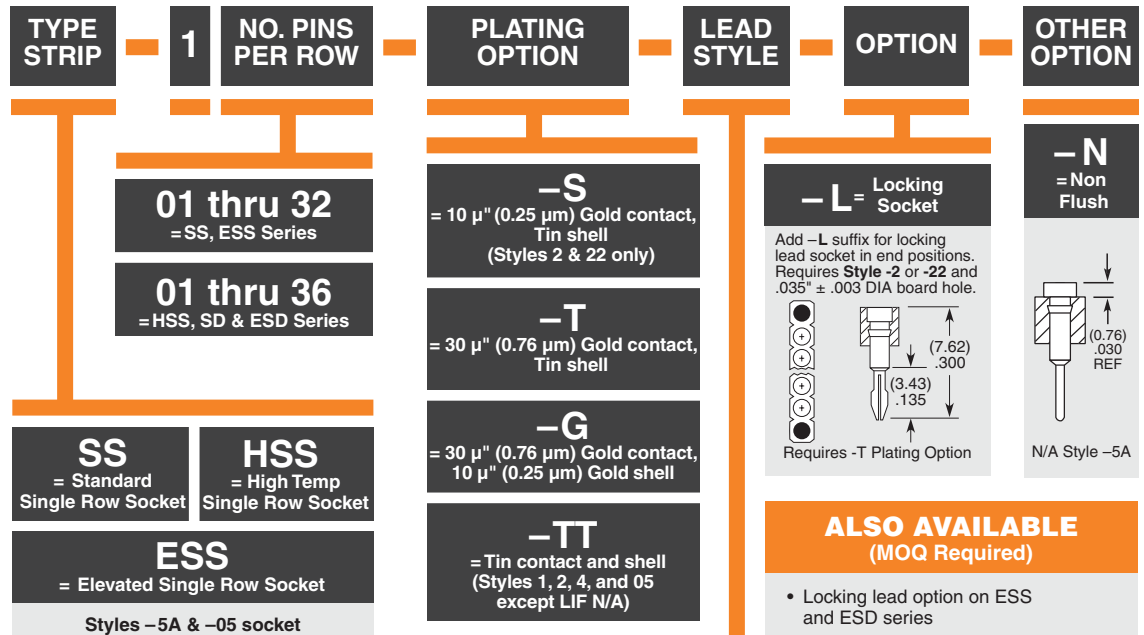 TYPE
STRIP
1
NO. PINS
PER ROW
PLATING
OPTION
LEAD
STYLE
OPTION
OTHER
OPTION
01 thru 32
= SS, ESS Series
01 thru 36
=HSS, SD & ESD Series
SS
= Standard
Single Row Socket
HSS
= High Temp
Single Row Socket
ESS
= Elevated Single Row Socket
Styles –5A & –05 socket
–S
= 10 µ" (0.25 µm) Gold contact,
Tin shell
(Styles 2 & 22 only)
–T
= 30 µ" (0.76 µm) Gold contact,
Tin shell
–G
= 30 µ" (0.76 µm) Gold contact,
10 µ" (0.25 µm) Gold shell
–TT
= Tin contact and shell
(Styles 1, 2, 4, and 05
except LIF N/A)
– L= Locking
Socket
Add –L suffix for locking
lead socket in end positions.
Requires Style -2 or -22 and
.035" ± .003 DIA board hole.
(7.62)
.300
(3.43)
.135
Requires -T Plating Option
– N
= Non
Flush
(0.76)
.030
REF
N/A Style –5A
ALSO AVAILABLE
(MOQ Required)
• Locking lead option on ESS
and ESD series